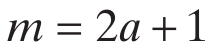 m = 2a + 1